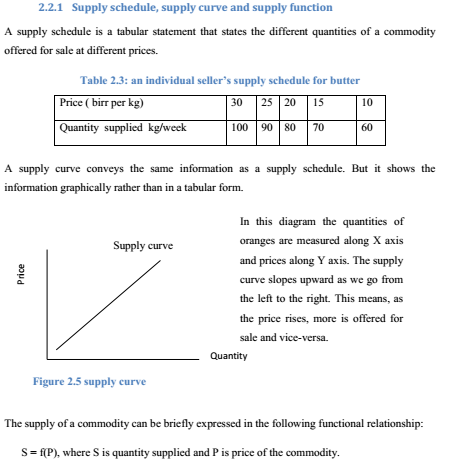 2.2.1 Supply schedule, supply curve and supply function
A supply schedule is a tabular statement that states the different quantities of a commodity
offered for sale at different prices.
Table 2.3: an individual seller's supply schedule for butter
Price ( birr per kg) 30 25 20 15 10
Quantity supplied kg/week 100 90 80 70 60
A supply curve conveys the same information as a supply schedule. But it shows the
information graphically rather than in a tabular form.
Supply curve
Price
Quantity
In this diagram the quantities of
oranges are measured along X axis
and prices along Y axis. The supply
curve slopes upward as we go from
the left to the right. This means, as
the price rises, more is offered for
sale and vice-versa.
Figure 2.5 supply curve
The supply of a commodity can be briefly expressed in the following functional relationship:
S = f(P), where S is quantity supplied and P is price of the commodity.